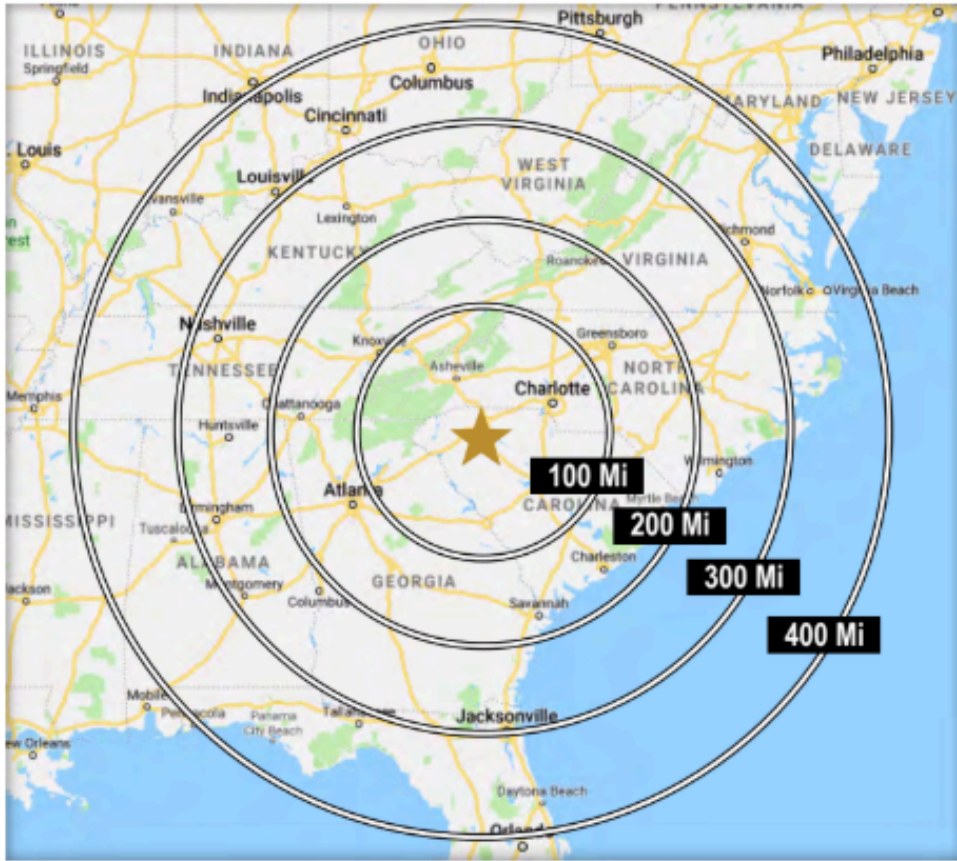 Pittsburgh
PENNSYLVANIA
ILLINOIS
INDIANA
OHIO
Philadelphia
Springfield
Columbus
Indianapolis
MARYLAND
NEW JERSEY
Cincinnati
. Louis
DELAWARE
WEST
VIRGINIA
Louisville
vansville
Lexington
Richmond
KENTUCKY
Roanoke
VIRGINIA
Norfolk
Virginia Beach
Nashville
Greensboro
Knoxville
Asheville
NORTH
CAROLINA
TENNESSEE
Charlotte
Memphis
Chattanooga
Huntsville
Wilmington
100 Mi
Atlanta
CAROLINA
Myrtle Beach
Birmingham
MISSISSIPPI
Tuscaloosa
200 Mi
Charleston
ALABAMA
300 Mi
Jackson
Montgomery
Columbus
GEORGIA
Savannah
400 Mi
Mobile
Pensacola
Panama
City Beach
Tallahassee
Jacksonville
ew Orleans
Daytona Beach
Orlando